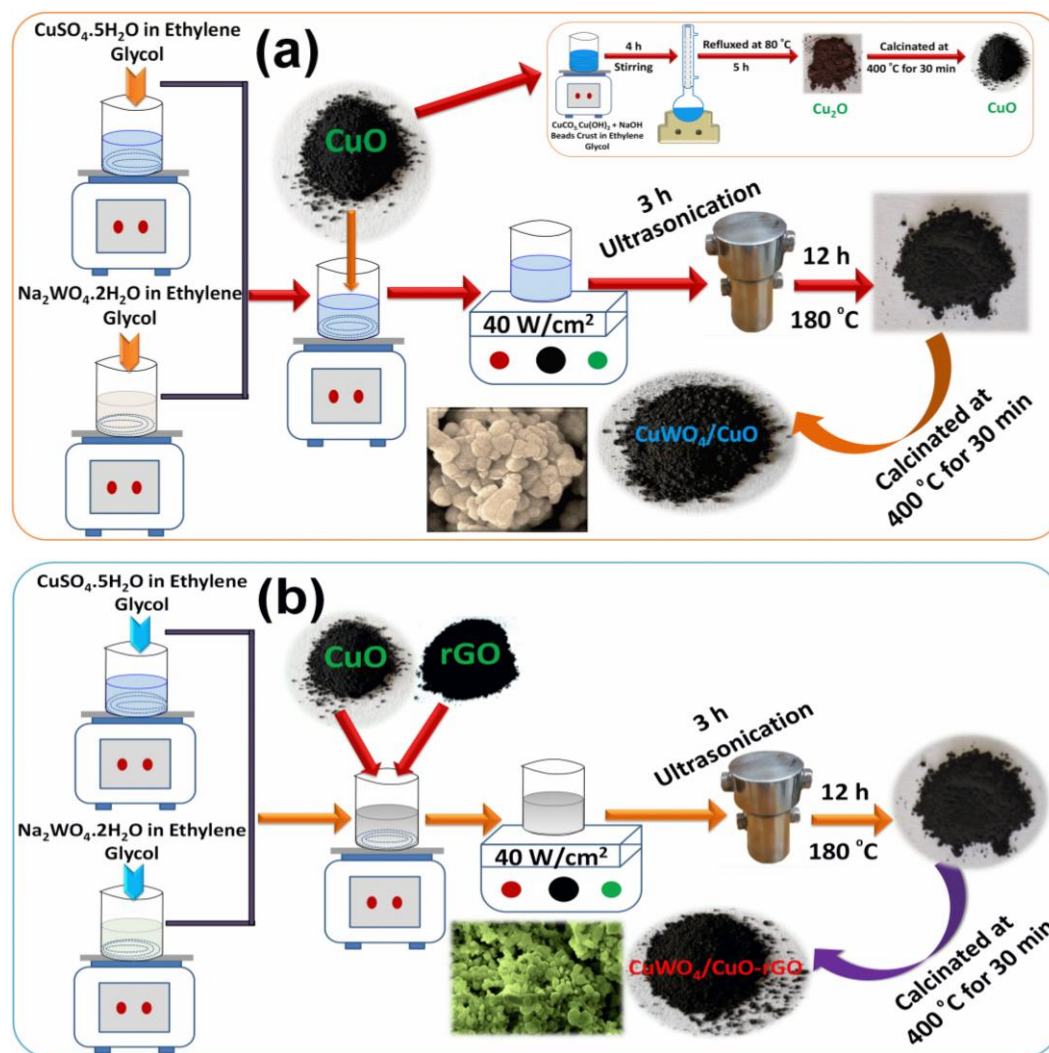 CuSO₄.5H₂O in Ethylene
Glycol
(a)
CuO
4 h
Stirring
CuCO₃.Cu(OH)₂ + NaOH
Beads Crust in Ethylene
Glycol
Refluxed at 80 °C
5 h
Cu₂O
Calcinated at
400 °C for 30 min
CuO
Na₂WO₄.2H₂O in Ethylene
Glycol
40 W/cm²
3 h
Ultrasonication
12 h
180 °C
Calcinated at
400 °C for 30 min
CuWO₄/CuO
CuSO₄.5H₂O in Ethylene
Glycol
(b)
CuO
rGO
Na₂WO₄.2H₂O in Ethylene
Glycol
40 W/cm²
3 h
Ultrasonication
12 h
180 °C
Calcinated at
400 °C for 30 min
CuWO₄/CuO-rGO